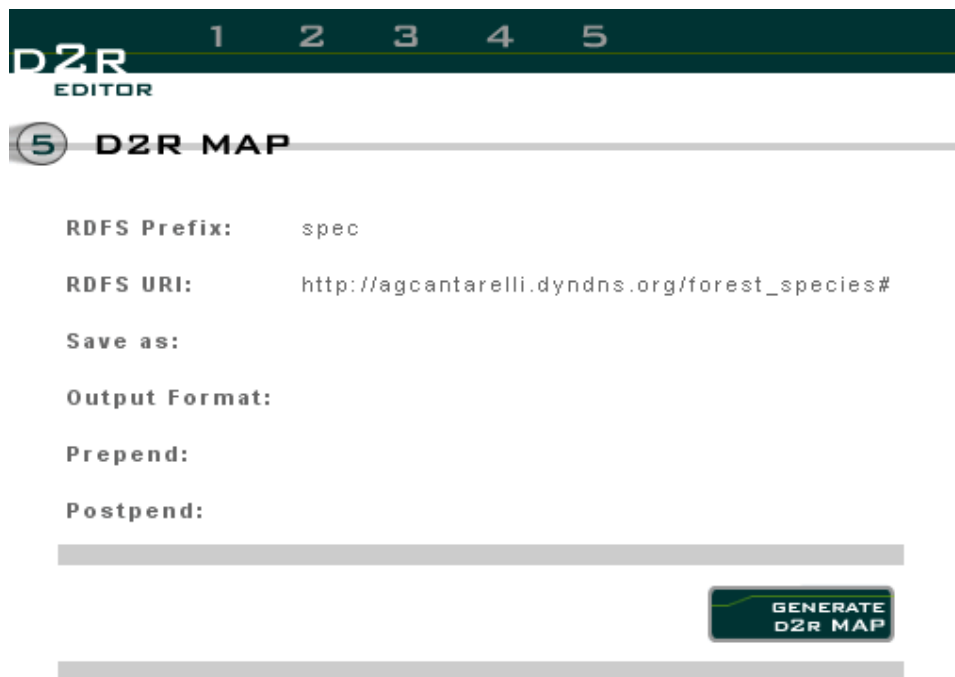 1 2 3 4 5
D2R
EDITOR
5 D2R MAP
RDFS Prefix: spec
RDFS URI: http://agcantarelli.dyndns.org/forest_species#
Save as:
Output Format:
Prepend:
Postpend:
GENERATE
D2R MAP